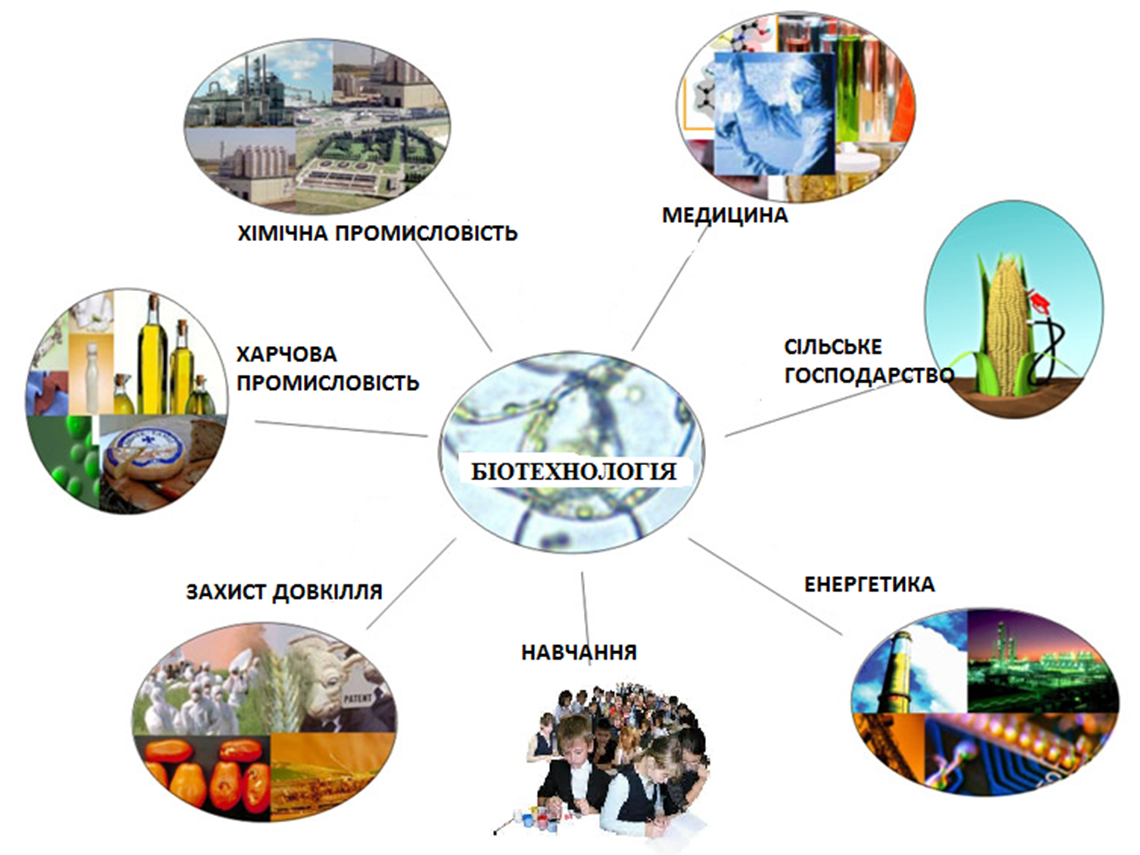 ХІМІЧНА ПРОМИСЛОВІСТЬ
МЕДИЦИНА
ХАРЧОВА
ПРОМИСЛОВІСТЬ
СІЛЬСЬКЕ
ГОСПОДАРСТВО
БІОТЕХНОЛОГІЯ
ЗАХИСТ ДОВКІЛЛЯ
ЕНЕРГЕТИКА
НАВЧАННЯ
PATENT